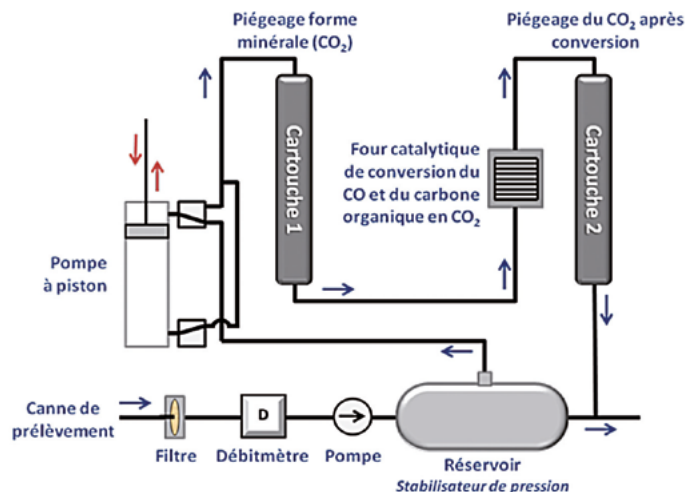 Piégeage forme
minérale (CO₂)
Piégeage du CO₂ après
conversion
Cartouche 1
Four catalytique
de conversion du
CO et du carbone
organique en CO₂
Cartouche 2
Pompe
à piston
Canne de
prélèvement
D
Filtre
Débitmètre
Pompe
Réservoir
Stabilisateur de pression